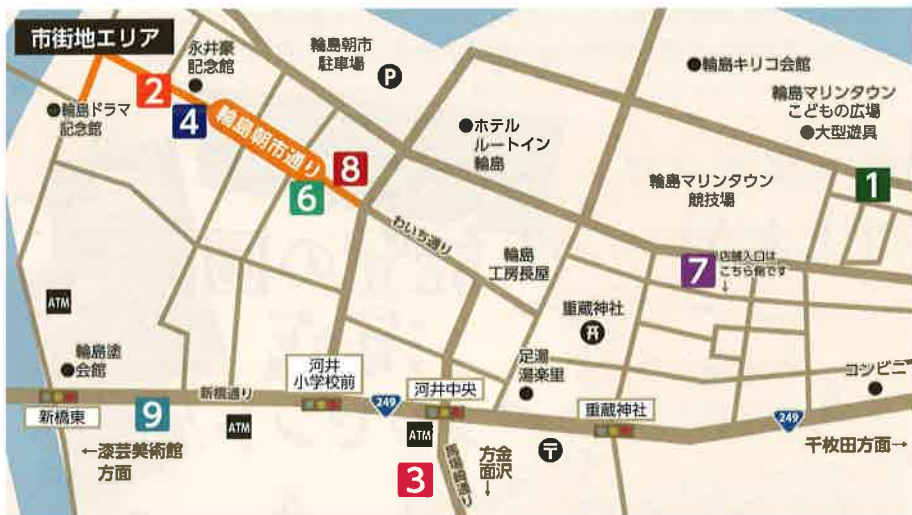 市街地エリア
永井豪
記念館
輪島朝市
駐車場
P
●輪島キリコ会館
輪島マリンタウン
こどもの広場
●大型遊具
●輪島ドラマ
記念館
2
4
輪島朝市通り
8
6
●ホテル
ルートイン
輪島
輪島マリンタウン
競技場
1
わいち通り
輪島
工房長屋
7
店舗入口は
こちら側です
↓
重蔵神社
ATM
輪島塗
会館
河井
小学校前
河井中央
足湯
湯楽里
コンビニ
新橋通り
249
重蔵神社
249
新橋東
9
ATM
ATM
〒
←漆芸美術館
方面
3
金沢
方面
↓
千枚田方面→